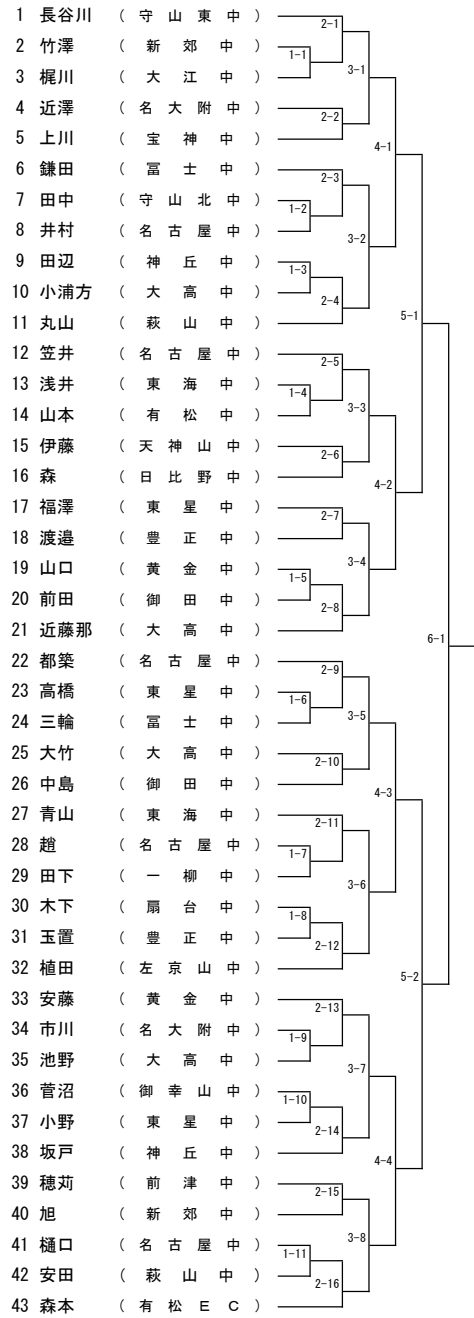 1 長谷川 （ 守 山 東 中 ）
2 竹澤 （ 新 郊 中 ）
3 梶川 （ 大 江 中 ）
4 近澤 （ 名 大 附 中 ）
5 上川 （ 宝 神 中 ）
6 鎌田 （ 冨 士 中 ）
7 田中 （ 守 山 北 中 ）
8 井村 （ 名 古 屋 中 ）
9 田辺 （ 神 丘 中 ）
10 小浦方 （ 大 高 中 ）
11 丸山 （ 萩 山 中 ）
12 笠井 （ 名 古 屋 中 ）
13 浅井 （ 東 海 中 ）
14 山本 （ 有 松 中 ）
15 伊藤 （ 天 神 山 中 ）
16 森 （ 日 比 野 中 ）
17 福澤 （ 東 星 中 ）
18 渡邉 （ 豊 正 中 ）
19 山口 （ 黄 金 中 ）
20 前田 （ 御 田 中 ）
21 近藤那 （ 大 高 中 ）
22 都築 （ 名 古 屋 中 ）
23 高橋 （ 東 星 中 ）
24 三輪 （ 冨 士 中 ）
25 大竹 （ 大 高 中 ）
26 中島 （ 御 田 中 ）
27 青山 （ 東 海 中 ）
28 趙 （ 名 古 屋 中 ）
29 田下 （ 一 柳 中 ）
30 木下 （ 扇 台 中 ）
31 玉置 （ 豊 正 中 ）
32 植田 （ 左 京 山 中 ）
33 安藤 （ 黄 金 中 ）
34 市川 （ 名 大 附 中 ）
35 池野 （ 大 高 中 ）
36 菅沼 （ 御 幸 山 中 ）
37 小野 （ 東 星 中 ）
38 坂戸 （ 神 丘 中 ）
39 穂苅 （ 前 津 中 ）
40 旭 （ 新 郊 中 ）
41 樋口 （ 名 古 屋 中 ）
42 安田 （ 萩 山 中 ）
43 森本 （ 有 松 Ｅ Ｃ ）
1-1
1-2
1-3
1-4
1-5
1-6
1-7
1-8
1-9
1-10
1-11
2-1
2-2
2-3
2-4
2-5
2-6
2-7
2-8
2-9
2-10
2-11
2-12
2-13
2-14
2-15
2-16
3-1
3-2
3-3
3-4
3-5
3-6
3-7
3-8
4-1
4-2
4-3
4-4
5-1
5-2
6-1